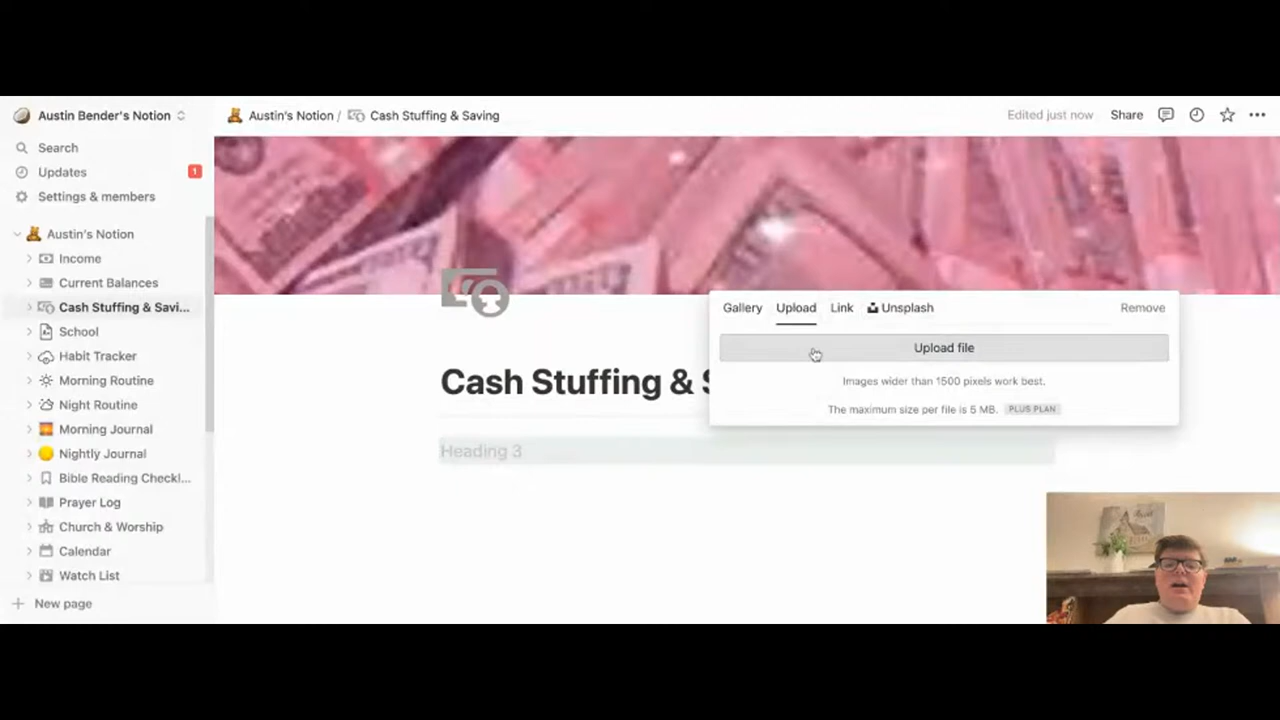 Austin Bender's Notion
Search
Updates 1
Settings & members
Austin's Notion
Income
Current Balances
Cash Stuffing & Savi...
School
Habit Tracker
Morning Routine
Night Routine
Morning Journal
Nightly Journal
Bible Reading Checkl...
Prayer Log
Church & Worship
Calendar
Watch List
New page
Austin's Notion / Cash Stuffing & Saving
Edited just now Share
Gallery Upload Link Unsplash Remove
Upload file
Images wider than 1500 pixels work best.
The maximum size per file is 5 MB. PLUS PLAN
Cash Stuffing & S
Heading 3